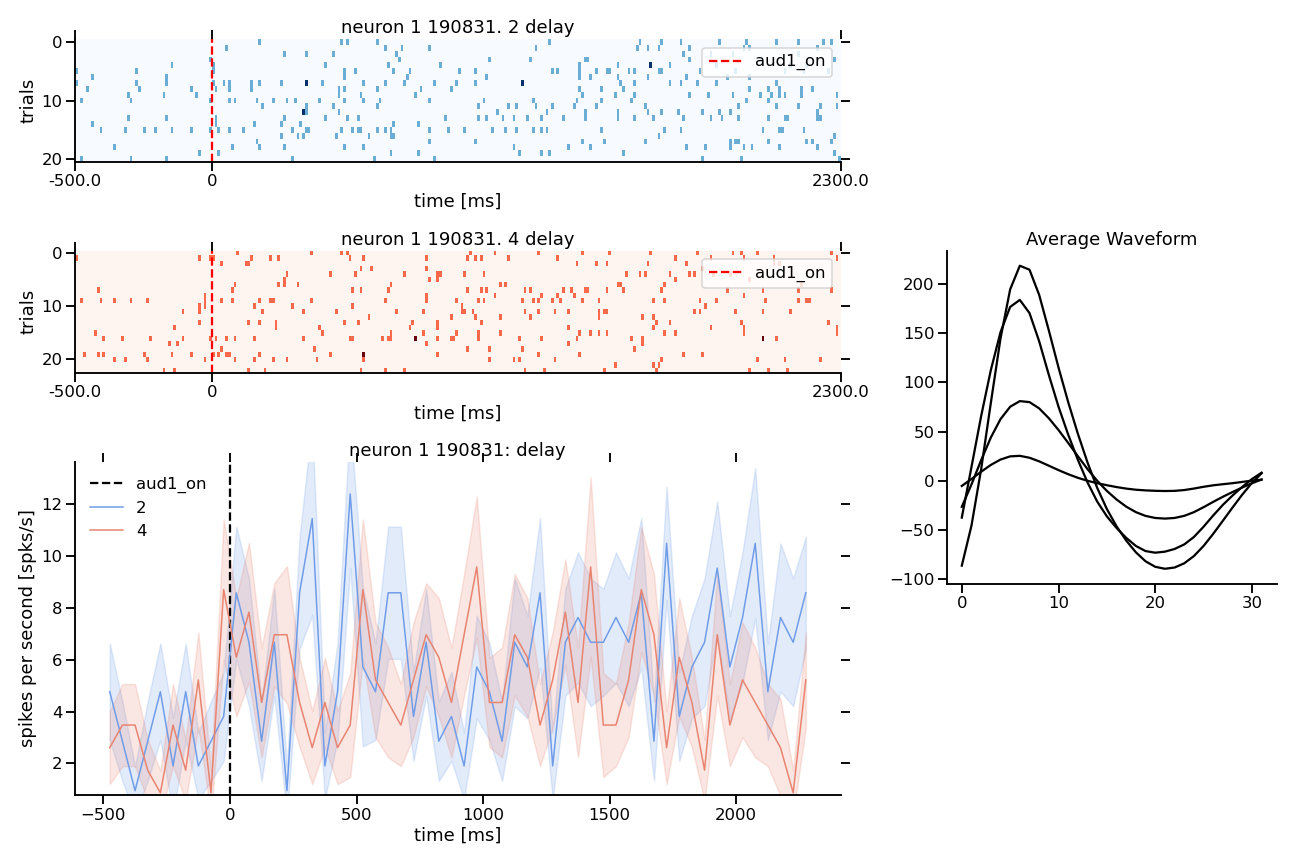 neuron 1 190831. 2 delay
aud1_on
trials
0
10
20
-500.0
0
2300.0
time [ms]
neuron 1 190831. 4 delay
aud1_on
trials
0
10
20
-500.0
0
2300.0
time [ms]
neuron 1 190831: delay
aud1_on
2
4
spikes per second [spks/s]
12
10
8
6
4
2
−500
0
500
1000
1500
2000
time [ms]
Average Waveform
200
150
100
50
0
−50
−100
0
10
20
30